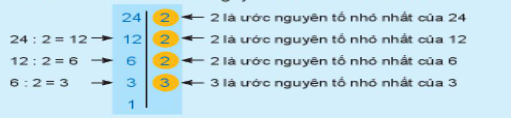 24 2 ← 2 là ước nguyên tố nhỏ nhất của 24
24 : 2 = 12 → 12 2 ← 2 là ước nguyên tố nhỏ nhất của 12
12 : 2 = 6 → 6 2 ← 2 là ước nguyên tố nhỏ nhất của 6
6 : 2 = 3 → 3 3 ← 3 là ước nguyên tố nhỏ nhất của 3
1